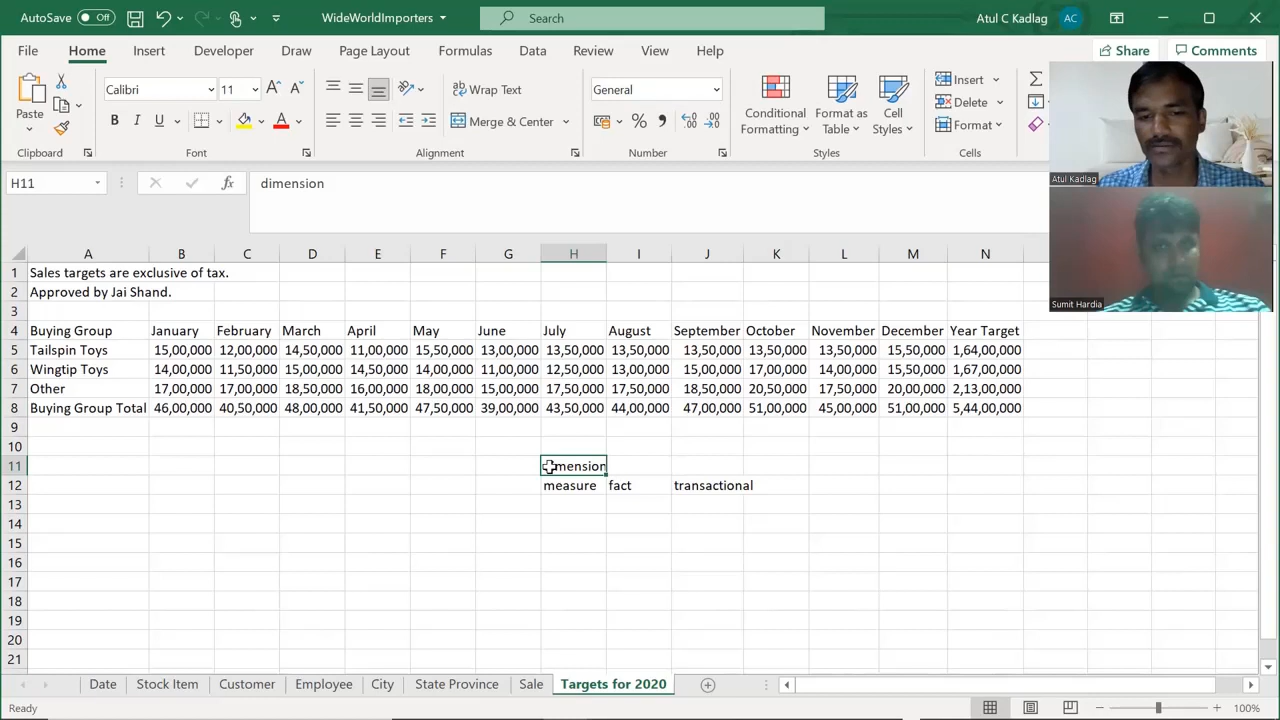 AutoSave Off WideWorldImporters Search Atul C Kadlag AC
File Home Insert Developer Draw Page Layout Formulas Data Review View Help Share Comments
Calibri 11 Wrap Text General Insert
Paste B I U Merge & Center % Conditional Formatting Format as Table Cell Styles Delete
Format
Clipboard Font Alignment Number Styles Cells
Atul Kadlag
H11 fx dimension
Sumit Hardia
A B C D E F G H I J K L M N
1 Sales targets are exclusive of tax.
2 Approved by Jai Shand.
3
4 Buying Group January February March April May June July August September October November December Year Target
5 Tailspin Toys 15,00,000 12,00,000 14,50,000 11,00,000 15,50,000 13,00,000 13,50,000 13,50,000 13,50,000 13,50,000 13,50,000 15,50,000 1,64,00,000
6 Wingtip Toys 14,00,000 11,50,000 15,00,000 14,50,000 14,00,000 11,00,000 12,50,000 13,00,000 15,00,000 17,00,000 14,00,000 15,50,000 1,67,00,000
7 Other 17,00,000 17,00,000 18,50,000 16,00,000 18,00,000 15,00,000 17,50,000 17,50,000 18,50,000 20,50,000 17,50,000 20,00,000 2,13,00,000
8 Buying Group Total 46,00,000 40,50,000 48,00,000 41,50,000 47,50,000 39,00,000 43,50,000 44,00,000 47,00,000 51,00,000 45,00,000 51,00,000 5,44,00,000
9
10
11 dimension
12 measure fact transactional
13
14
15
16
17
18
19
20
21
Date Stock Item Customer Employee City State Province Sale Targets for 2020
Ready 100%